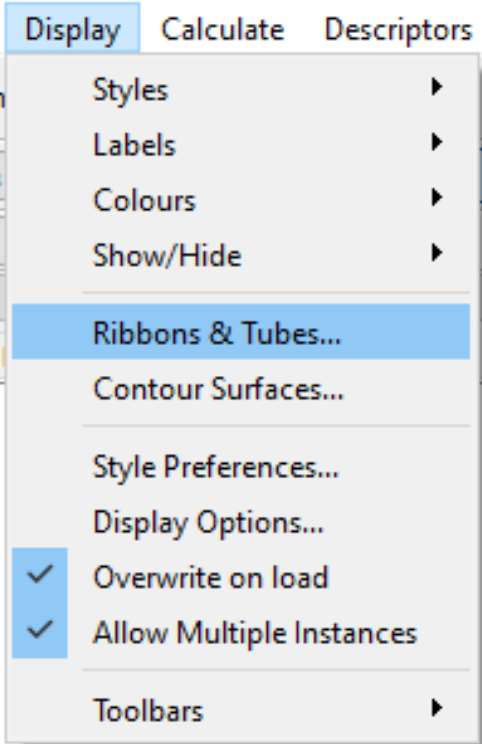 Display Calculate Descriptors
Styles
Labels
Colours
Show/Hide
Ribbons & Tubes...
Contour Surfaces...
Style Preferences...
Display Options...
Overwrite on load
Allow Multiple Instances
Toolbars